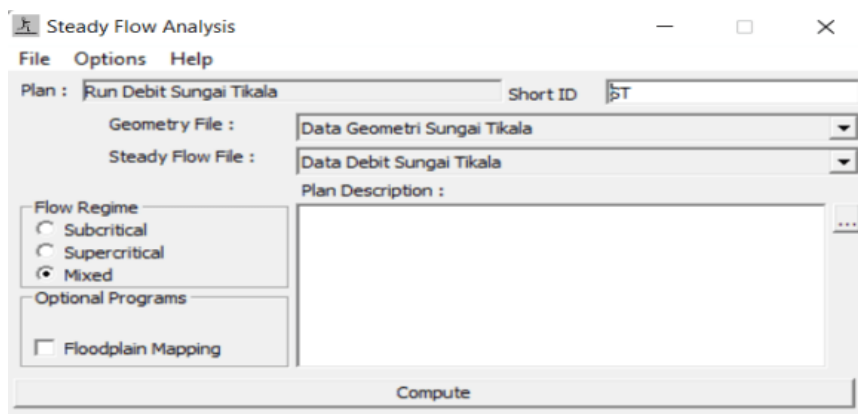 Steady Flow Analysis
File Options Help
Plan : Run Debit Sungai Tikala Short ID ST
Geometry File : Data Geometri Sungai Tikala
Steady Flow File : Data Debit Sungai Tikala
Plan Description :
Flow Regime
Subcritical
Supercritical
Mixed
...
Optional Programs
Floodplain Mapping
Compute